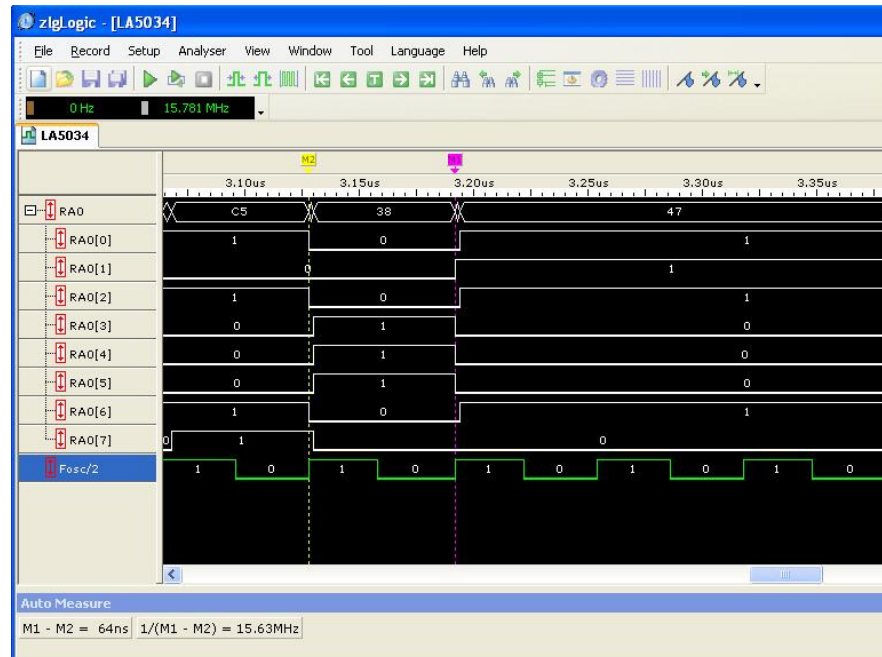 zlgLogic - [LA5034]
File Record Setup Analyser View Window Tool Language Help
0 Hz 15.781 MHz
LA5034
M2 M1
3.10us 3.15us 3.20us 3.25us 3.30us 3.35us
RA0 C5 38 47
RA0[0] 1 0 1
RA0[1] 0 1
RA0[2] 1 0 1
RA0[3] 0 1 0
RA0[4] 0 1 0
RA0[5] 0 1 0
RA0[6] 1 0 1
RA0[7] 0 1 0
Fosc/2 1 0 1 0 1 0 1 0 1 0
Auto Measure
M1 - M2 = 64ns 1/(M1 - M2) = 15.63MHz